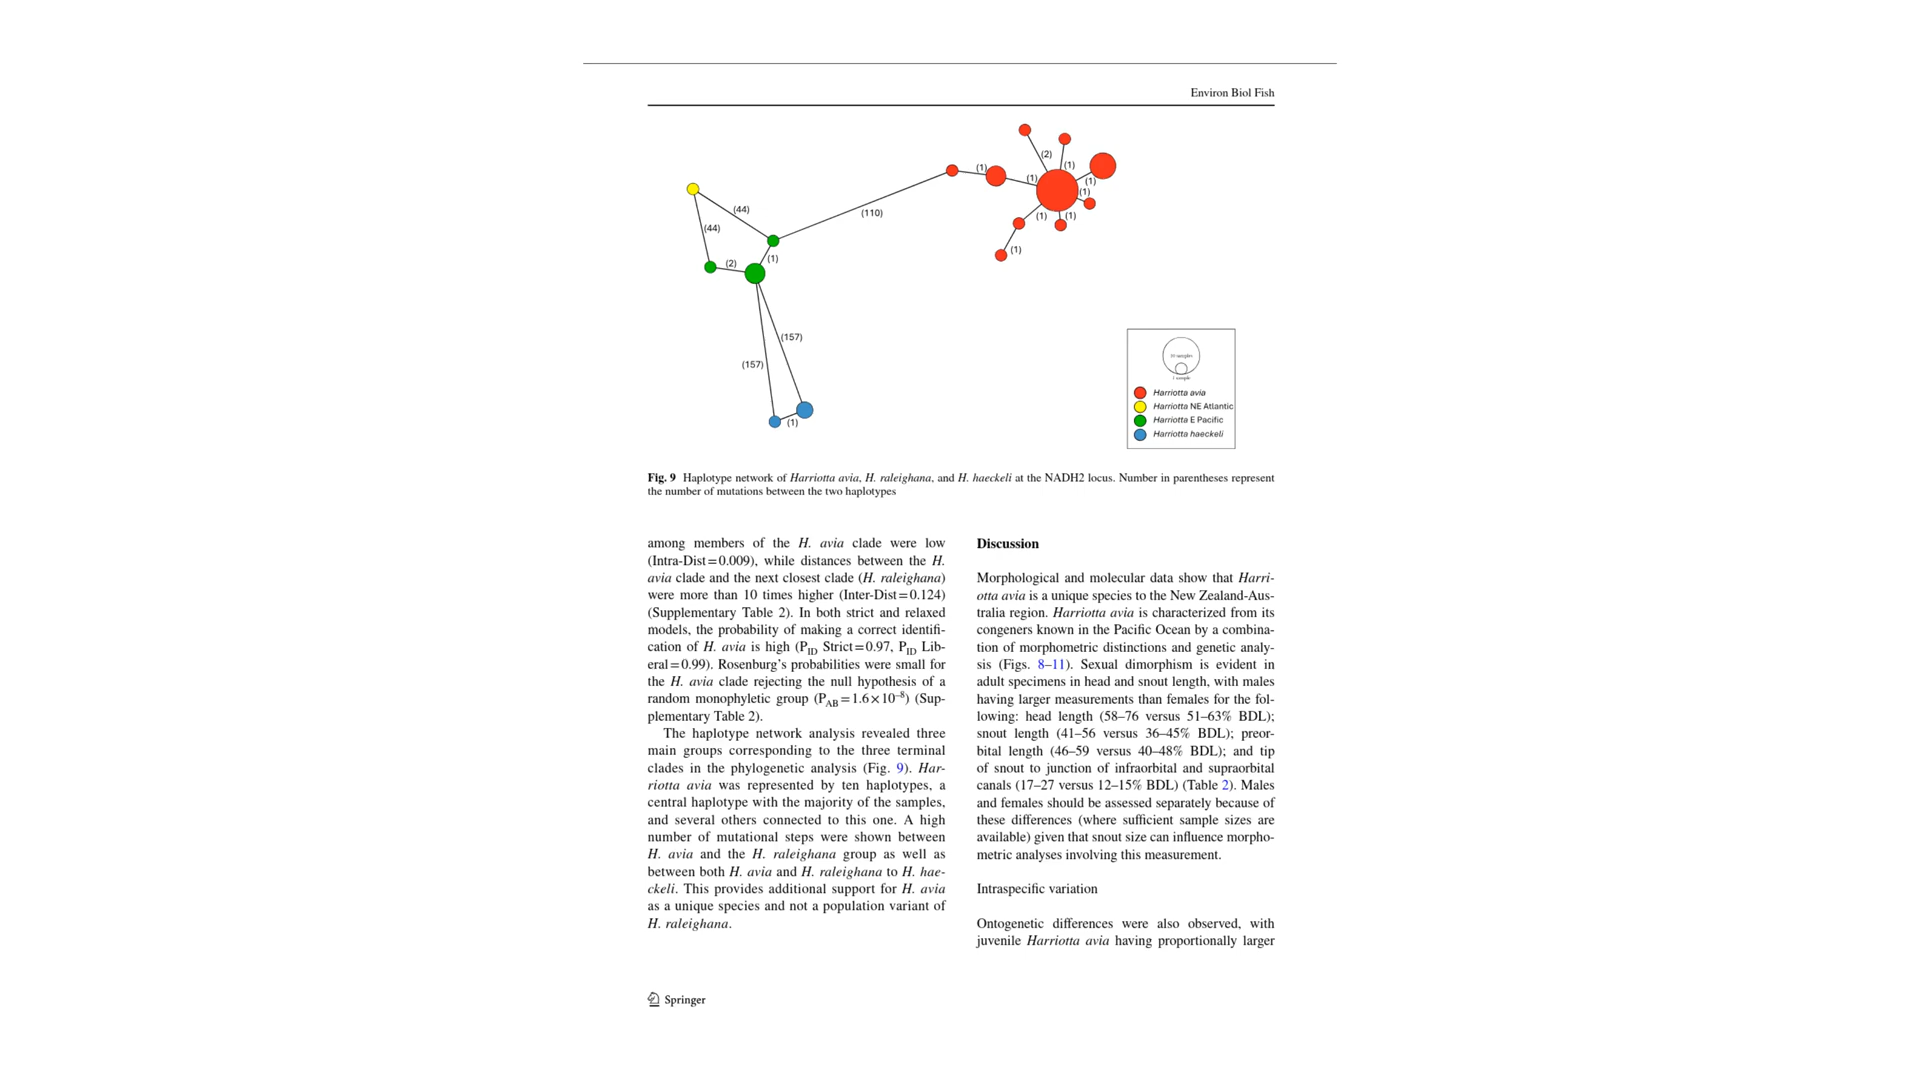 Environ Biol Fish
(2)
(1)
(1)
(1)
(1)
(1)
(44)
(1)
(1)
(110)
(44)
(1)
(1)
(2)
(157)
(157)
(1)
10 samples
1 sample
Harriotta avia
Harriotta NE Atlantic
Harriotta E Pacific
Harriotta haeckeli
Fig. 9 Haplotype network of Harriotta avia, H. raleighana, and H. haeckeli at the NADH2 locus. Number in parentheses represent
the number of mutations between the two haplotypes
among members of the H. avia clade were low
(Intra-Dist=0.009), while distances between the H.
avia clade and the next closest clade (H. raleighana)
were more than 10 times higher (Inter-Dist=0.124)
(Supplementary Table 2). In both strict and relaxed
models, the probability of making a correct identifi-
cation of H. avia is high (PID Strict=0.97, PID Lib-
eral=0.99). Rosenburg's probabilities were small for
the H. avia clade rejecting the null hypothesis of a
random monophyletic group (PAB=1.6×10–8) (Sup-
plementary Table 2).
The haplotype network analysis revealed three
main groups corresponding to the three terminal
clades in the phylogenetic analysis (Fig. 9). Har-
riotta avia was represented by ten haplotypes, a
central haplotype with the majority of the samples,
and several others connected to this one. A high
number of mutational steps were shown between
H. avia and the H. raleighana group as well as
between both H. avia and H. raleighana to H. hae-
ckeli. This provides additional support for H. avia
as a unique species and not a population variant of
H. raleighana.
Discussion
Morphological and molecular data show that Harri-
otta avia is a unique species to the New Zealand-Aus-
tralia region. Harriotta avia is characterized from its
congeners known in the Pacific Ocean by a combina-
tion of morphometric distinctions and genetic analy-
sis (Figs. 8–11). Sexual dimorphism is evident in
adult specimens in head and snout length, with males
having larger measurements than females for the fol-
lowing: head length (58–76 versus 51–63% BDL);
snout length (41–56 versus 36–45% BDL); preor-
bital length (46–59 versus 40–48% BDL); and tip
of snout to junction of infraorbital and supraorbital
canals (17–27 versus 12–15% BDL) (Table 2). Males
and females should be assessed separately because of
these differences (where sufficient sample sizes are
available) given that snout size can influence morpho-
metric analyses involving this measurement.
Intraspecific variation
Ontogenetic differences were also observed, with
juvenile Harriotta avia having proportionally larger
Springer